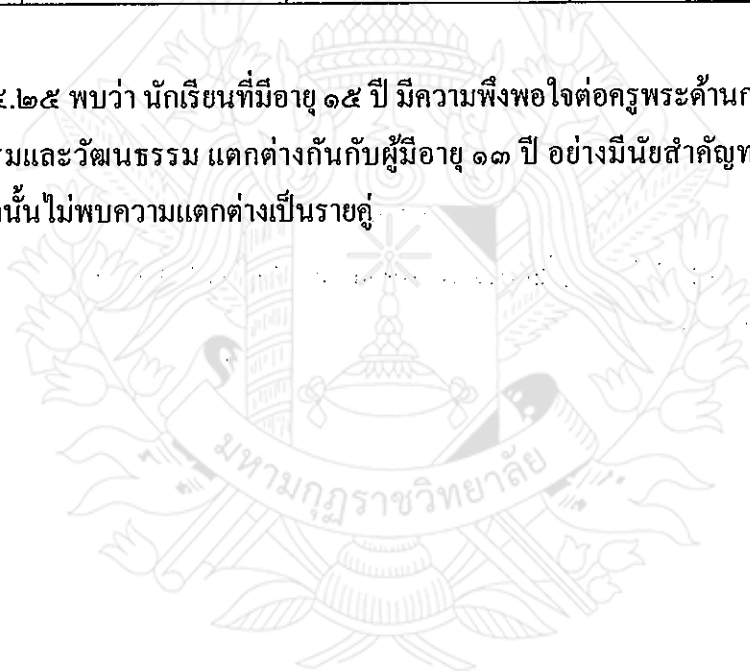 ๔.๒๕ พบว่า นักเรียนที่มีอายุ ๑๕ ปี มีความพึงพอใจต่อครูพระด้าน
และวัฒนธรรม แตกต่างกันกับผู้มีอายุ ๑๓ ปี อย่างมีนัยสำคัญ
นั้นไม่พบความแตกต่างเป็นรายคู่
มหามกุฏราชวิทยาลัย